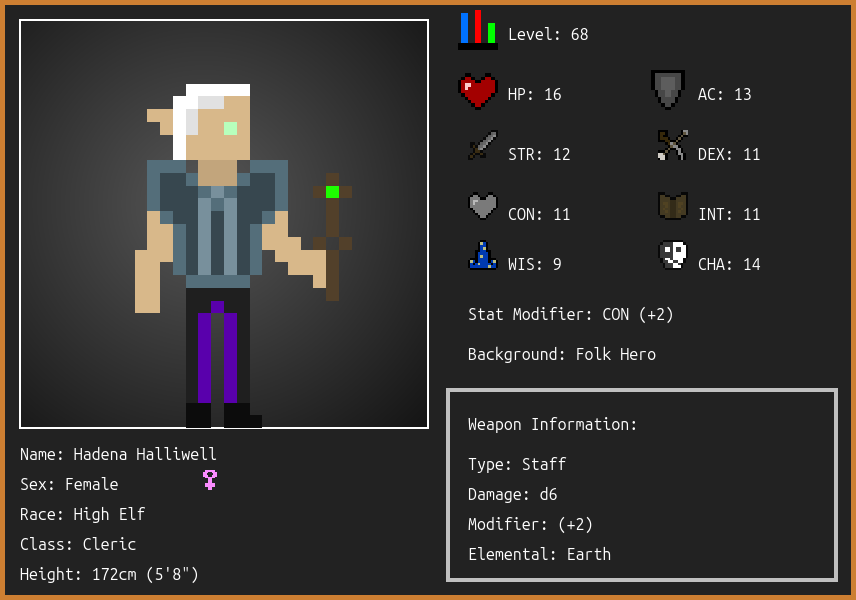 Level: 68
HP: 16
AC: 13
STR: 12
DEX: 11
CON: 11
INT: 11
WIS: 9
CHA: 14
Stat Modifier: CON (+2)
Background: Folk Hero
Weapon Information:
Type: Staff
Damage: d6
Modifier: (+2)
Elemental: Earth
Name: Hadena Halliwell
Sex: Female
Race: High Elf
Class: Cleric
Height: 172cm (5'8")